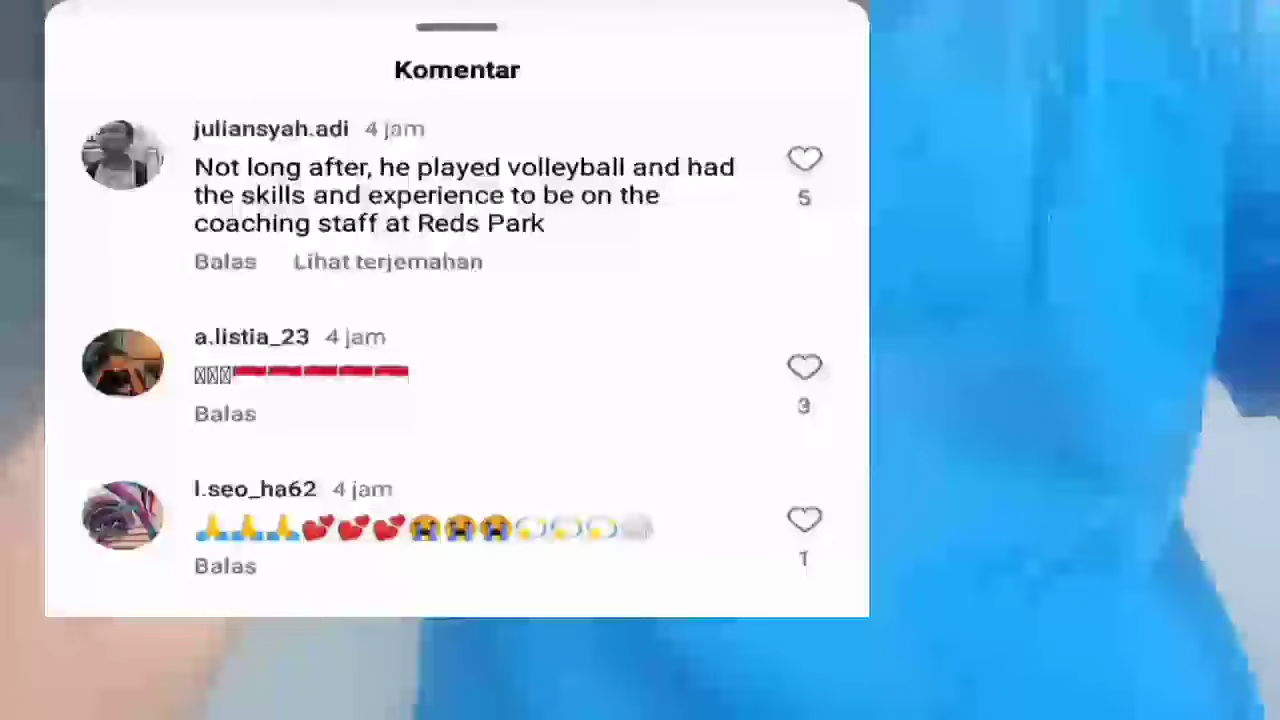 Komentar
juliansyah.adi 4 jam
Not long after, he played volleyball and had
the skills and experience to be on the
coaching staff at Reds Park
5
Balas Lihat terjemahan
a.listia_23 4 jam
3
Balas
l.seo_ha62 4 jam
🙏🙏🙏💕💕💕😭😭😭
1
Balas